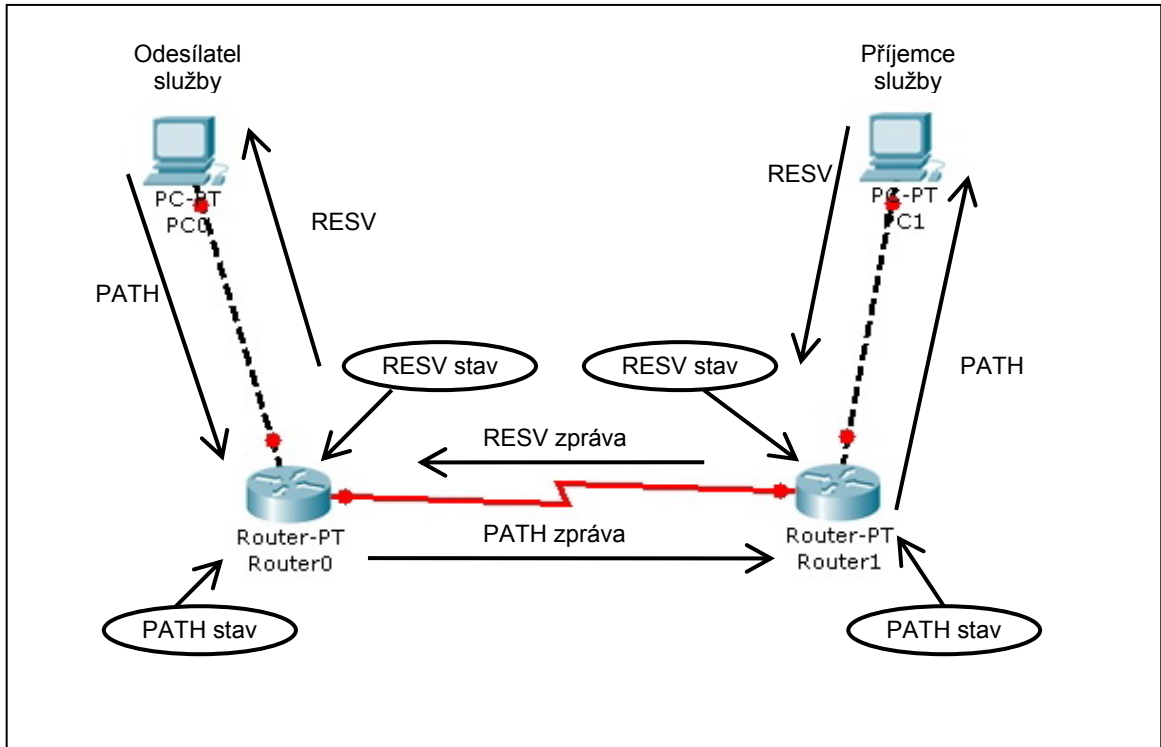 Odesílatel
služby
Příjemce
služby
PC-PT
PC0
RESV
PATH
RESV
PC-PT
C1
PATH
RESV stav
RESV stav
RESV zpráva
PATH zpráva
Router-PT
Router0
Router-PT
Router1
PATH stav
PATH stav